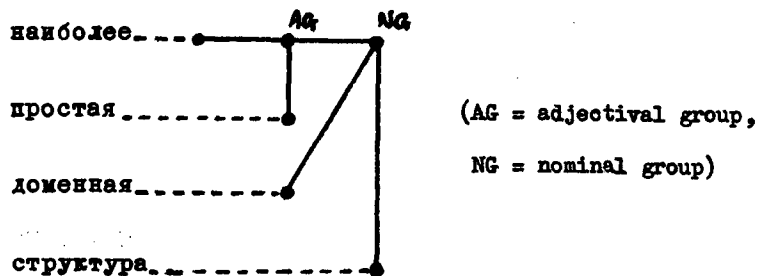 AG NG
наиболее
простая
(AG = adjectival group,
доменная
NG = nominal group)
структура